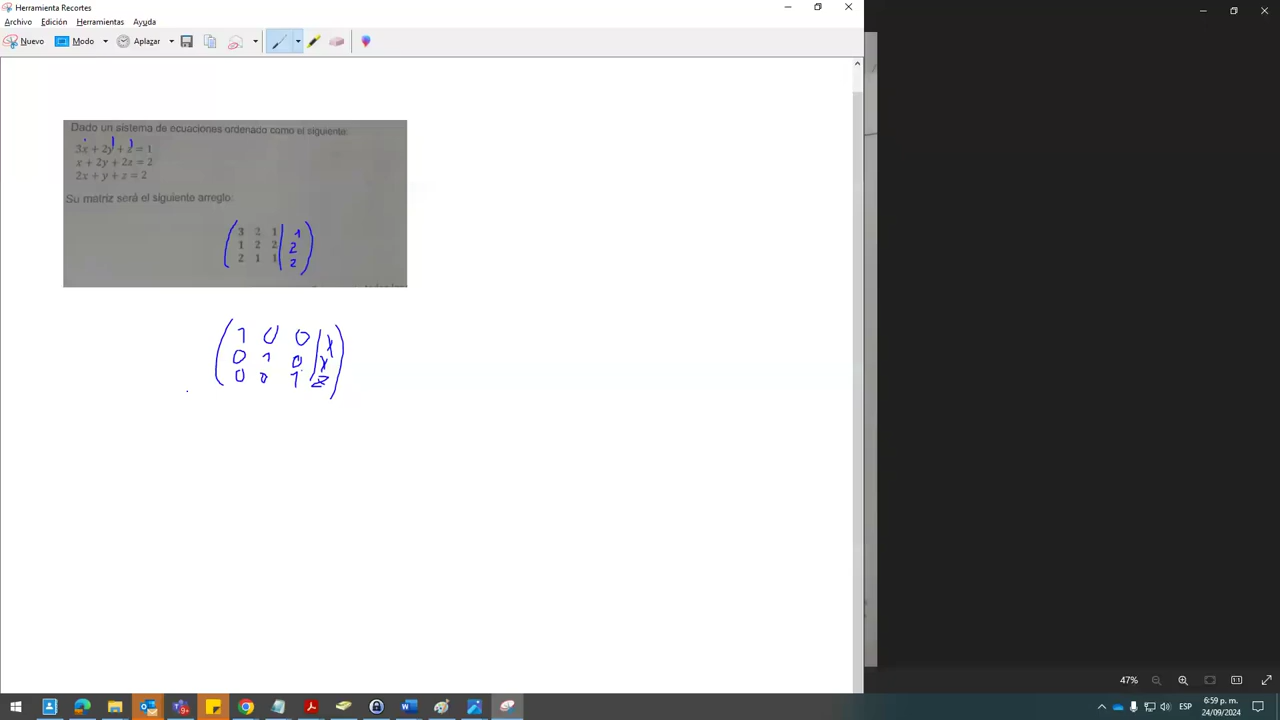 Herramienta Recortes
Archivo Edición Herramientas Ayuda
Nuevo Modo Aplazar
Dado un sistema de ecuaciones ordenado como el siguiente:
3x + 2y + z = 1
x + 2y + 2z = 2
2x + y + z = 2
Su matriz será el siguiente arreglo:
3 2 1 | 1
1 2 2 | 2
2 1 1 | 2
1 0 0 | x
0 1 0 | y
0 0 1 | z
47%
ESP
6:59 p. m.
24/09/2024